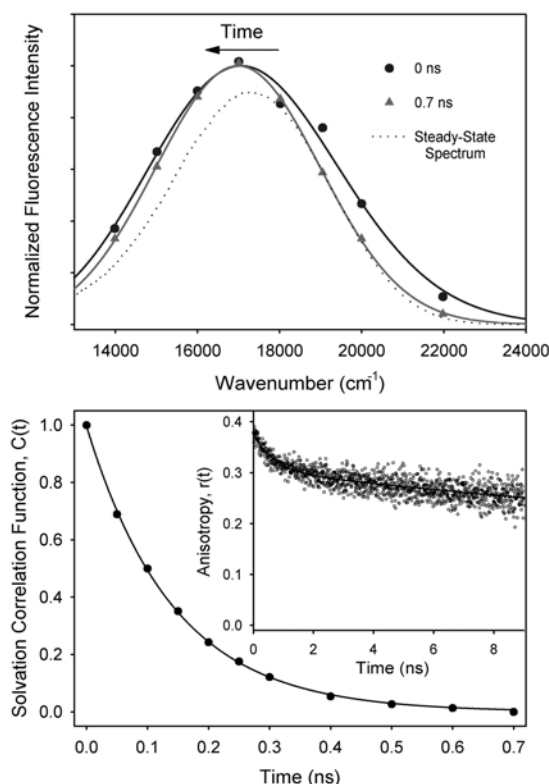 Time
0 ns
0.7 ns
Steady-State
Spectrum
Normalized Fluorescence Intensity
14000 16000 18000 20000 22000 24000
Wavenumber (cm-1)
Solvation Correlation Function, C(t)
1.0
0.8
0.6
0.4
0.2
0.0
0.0 0.1 0.2 0.3 0.4 0.5 0.6 0.7
Time (ns)
Anisotropy, r(t)
0.4
0.3
0.2
0.1
0.0
0 2 4 6 8
Time (ns)